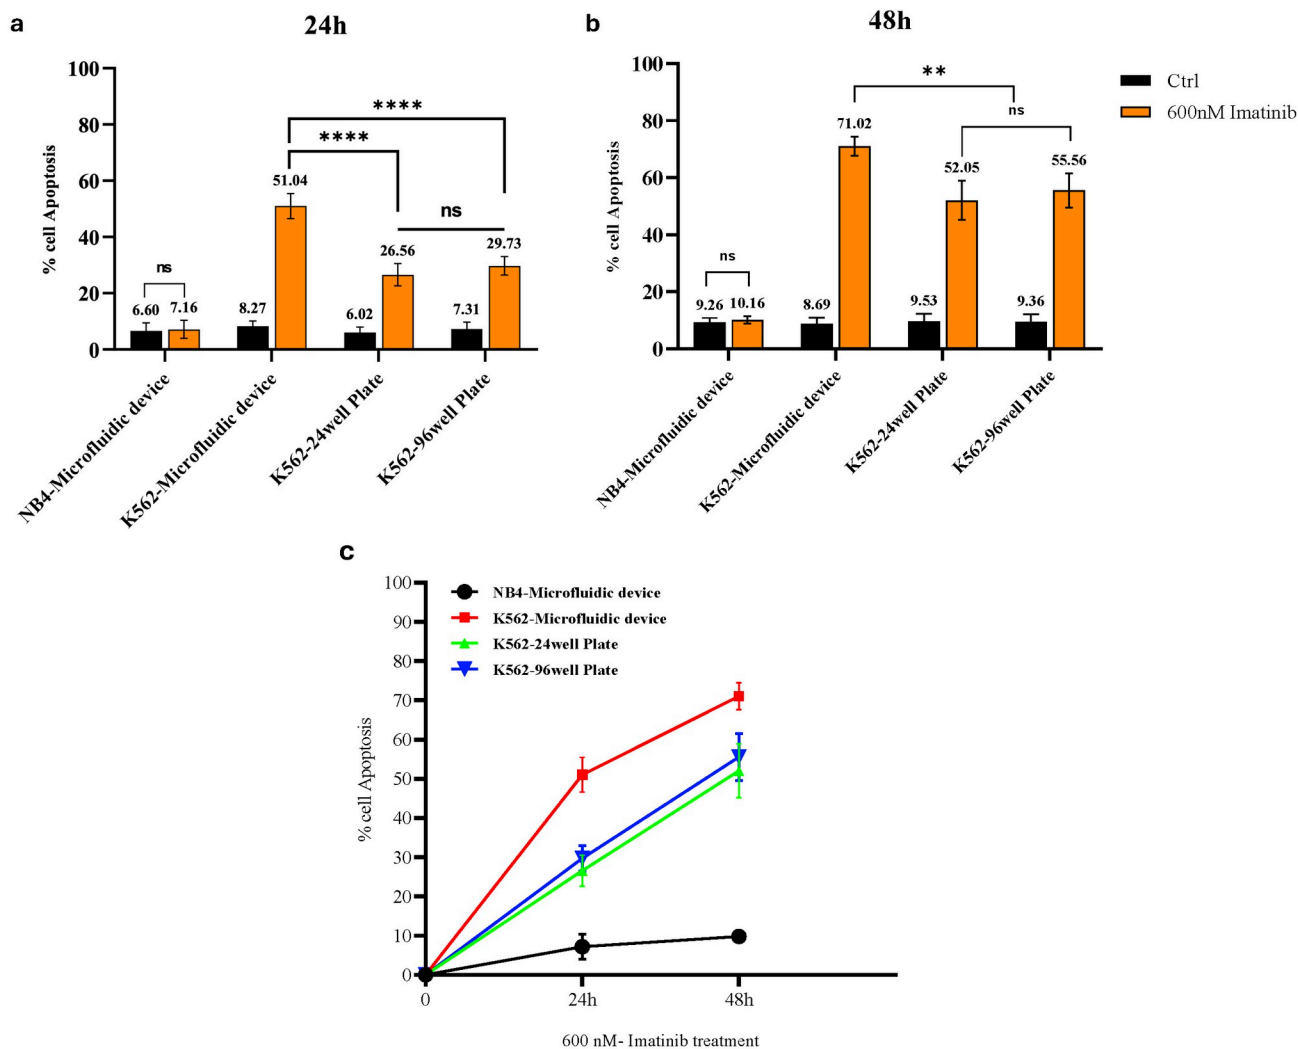 a
24h
% cell Apoptosis
100
80
60
40
20
0
ns
6.60
7.16
8.27
51.04
6.02
26.56
7.31
29.73
****
****
ns
NB4-Microfluidic device
K562-Microfluidic device
K562-24well Plate
K562-96well Plate
b
48h
% cell Apoptosis
100
80
60
40
20
0
ns
9.26
10.16
8.69
71.02
9.53
52.05
9.36
55.56
**
ns
NB4-Microfluidic device
K562-Microfluidic device
K562-24well Plate
K562-96well Plate
Ctrl
600nM Imatinib
c
% cell Apoptosis
100
90
80
70
60
50
40
30
20
10
0
NB4-Microfluidic device
K562-Microfluidic device
K562-24well Plate
K562-96well Plate
0
24h
48h
600 nM- Imatinib treatment